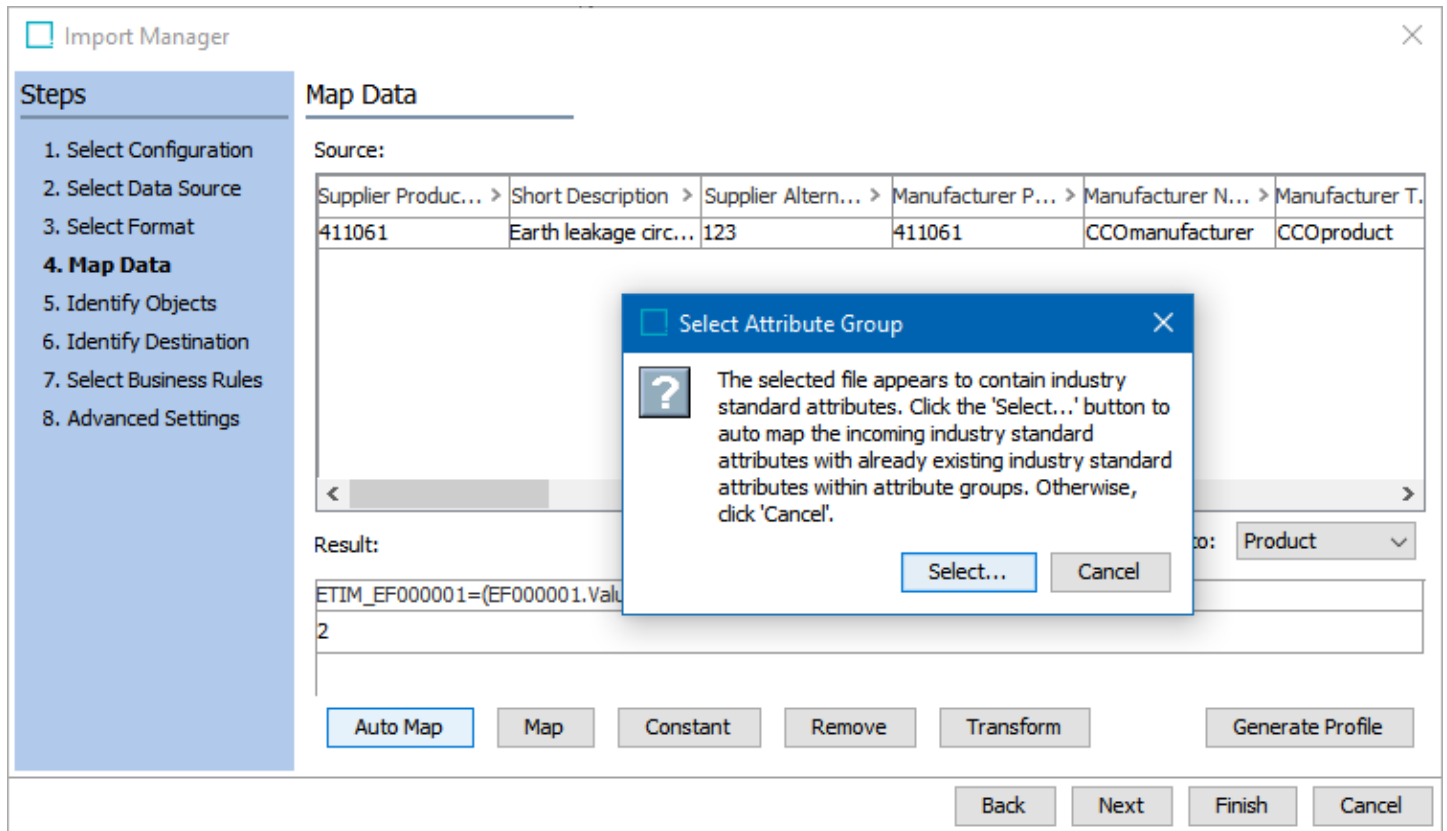 Import Manager
Steps
1. Select Configuration
2. Select Data Source
3. Select Format
4. Map Data
5. Identify Objects
6. Identify Destination
7. Select Business Rules
8. Advanced Settings
Map Data
Source:
Supplier Produc... > Short Description > Supplier Altern... > Manufacturer P... > Manufacturer N... > Manufacturer T.
411061 Earth leakage circ... 123 411061 CCOmanufacturer CCOproduct
Select Attribute Group
?
The selected file appears to contain industry
standard attributes. Click the 'Select...' button to
auto map the incoming industry standard
attributes with already existing industry standard
attributes within attribute groups. Otherwise,
click 'Cancel'.
Select... Cancel
Result: to: Product
ETIM_EF000001=(EF000001.Valu
2
Auto Map Map Constant Remove Transform Generate Profile
Back Next Finish Cancel